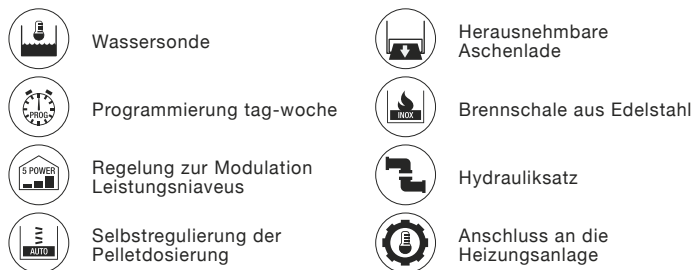 Wassersonde
PROG.
Programmierung tag-woche
5 POWER
Regelung zur Modulation
Leistungsniaveus
AUTO
Selbstregulierung der
Pelletdosierung
Herausnehmbare
Aschenlade
INOX
Brennschale aus Edelstahl
Hydrauliksatz
Anschluss an die
Heizungsanlage